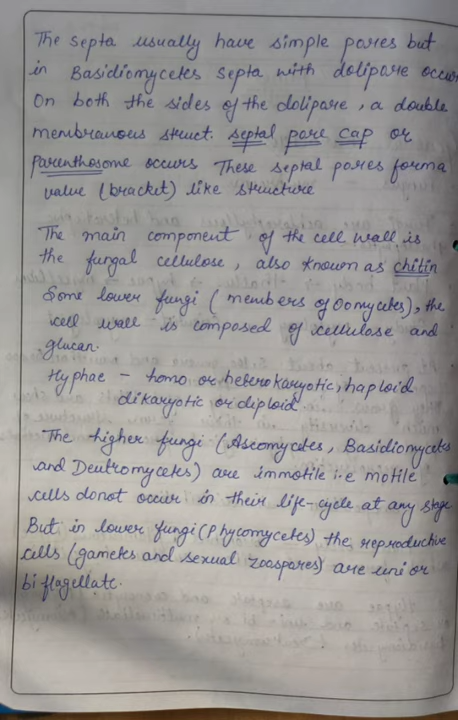 The septa usually have simple pores but
in Basidiomycetes septa with dolipore occur
On both the sides of the dolipore, a double
membranous struct. septal pore cap or
parenthosome occurs These septal pores form a
value (bracket) like structure
The main component of the cell wall is
the fungal cellulose, also known as chitin
Some lower fungi (members of Oomycetes), the
cell wall is composed of cellulose and
glucan.
Hyphae - homo or heterokaryotic, haploid
dikaryotic or diploid.
The higher fungi (Ascomycetes, Basidiomycetes
and Deutromycetes) are immotile i.e motile
cells donot occur in their life-cycle at any stage
But in lower fungi (Phycomycetes) the reproductive
cells (gametes and sexual zoospares) are uni or
biflagellate.